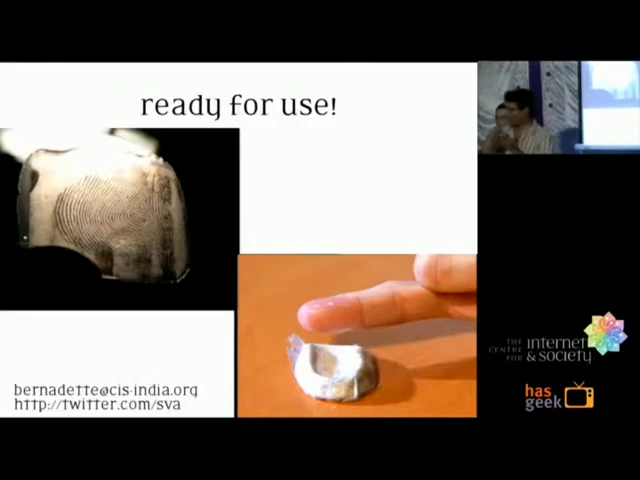 ready for use!
bernadette@cis-india.org
http://twitter.com/sva
THE CENTRE FOR internet & society
has
geek